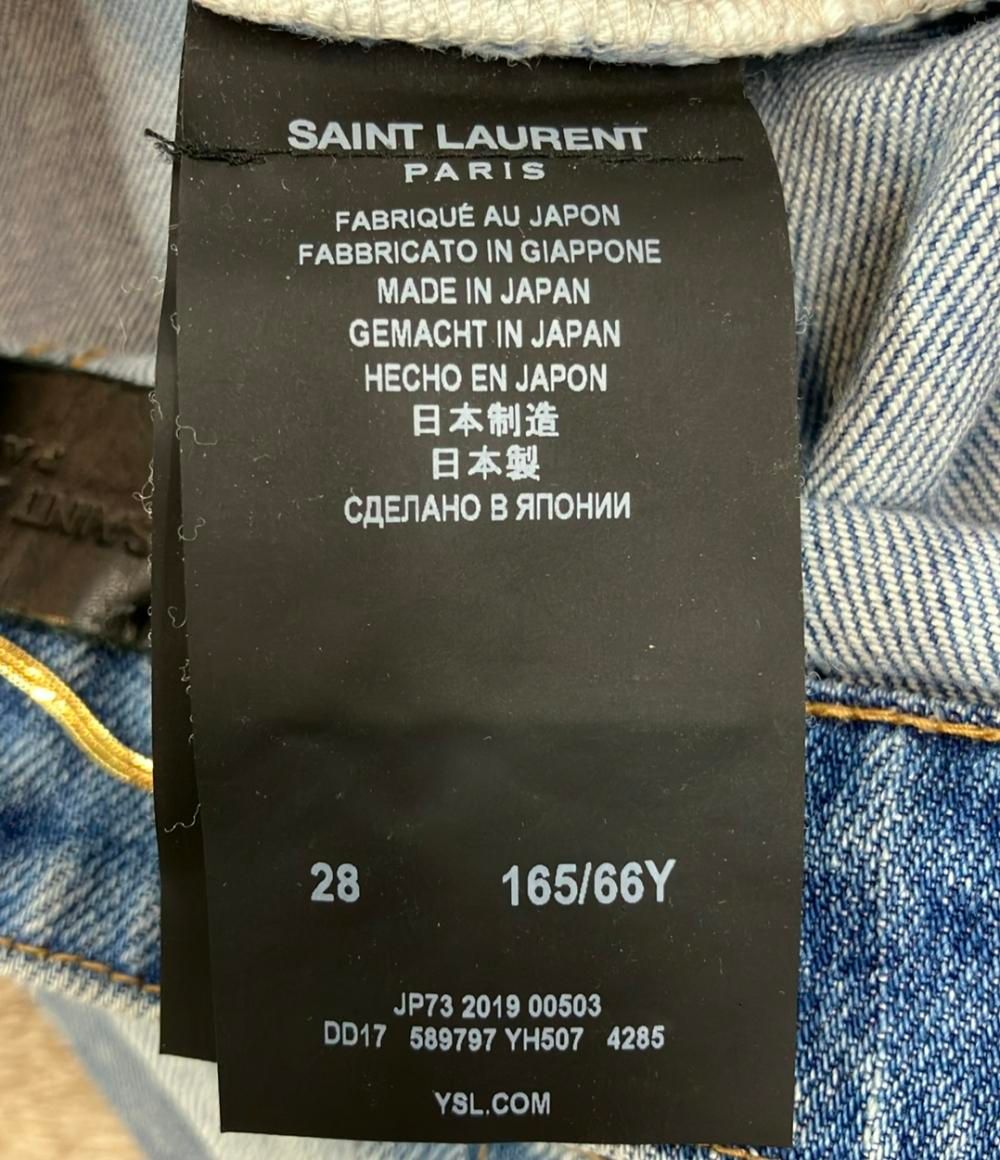 SAINT LAURENT
PARIS
FABRIQUÉ AU JAPON
FABBRICATO IN GIAPPONE
MADE IN JAPAN
GEMACHT IN JAPAN
HECHO EN JAPON
日本制造
日本製
СДЕЛАНО В ЯПОНИИ
28 165/66Y
JP73 2019 00503
DD17 589797 YH507 4285
YSL.COM